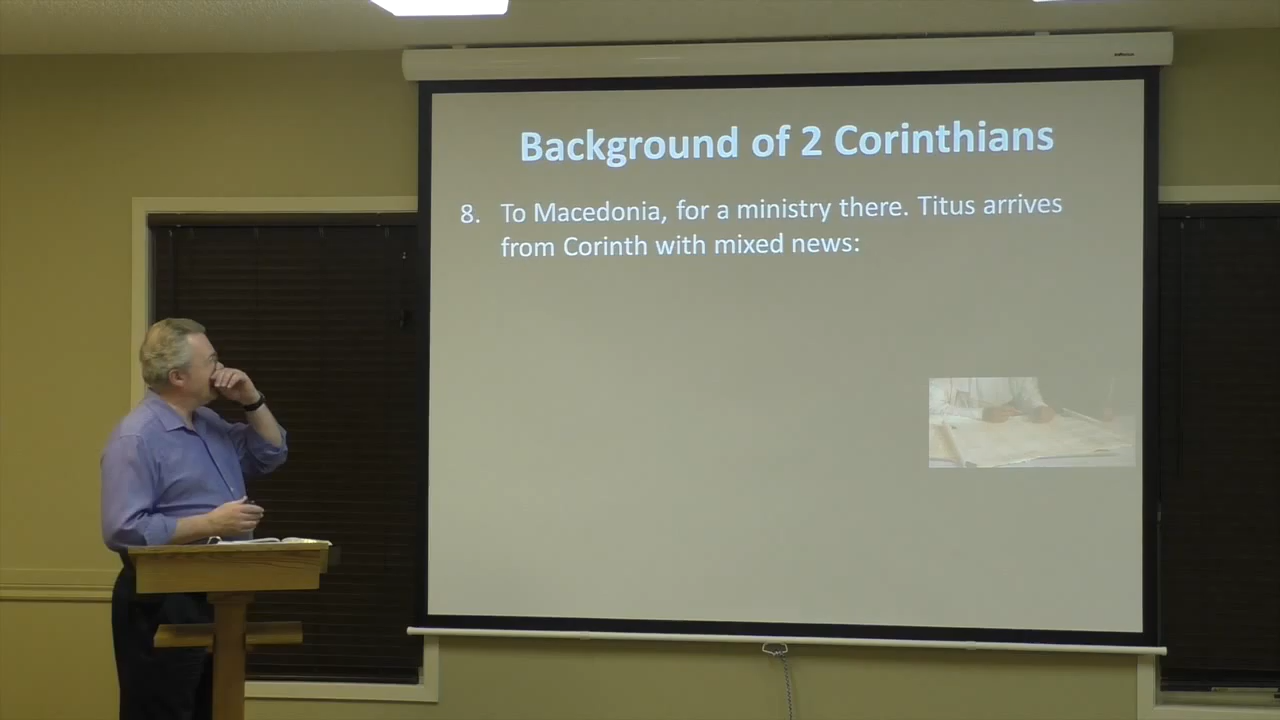 Background of 2 Corinthians
8. To Macedonia, for a ministry there. Titus arrives
from Corinth with mixed news: